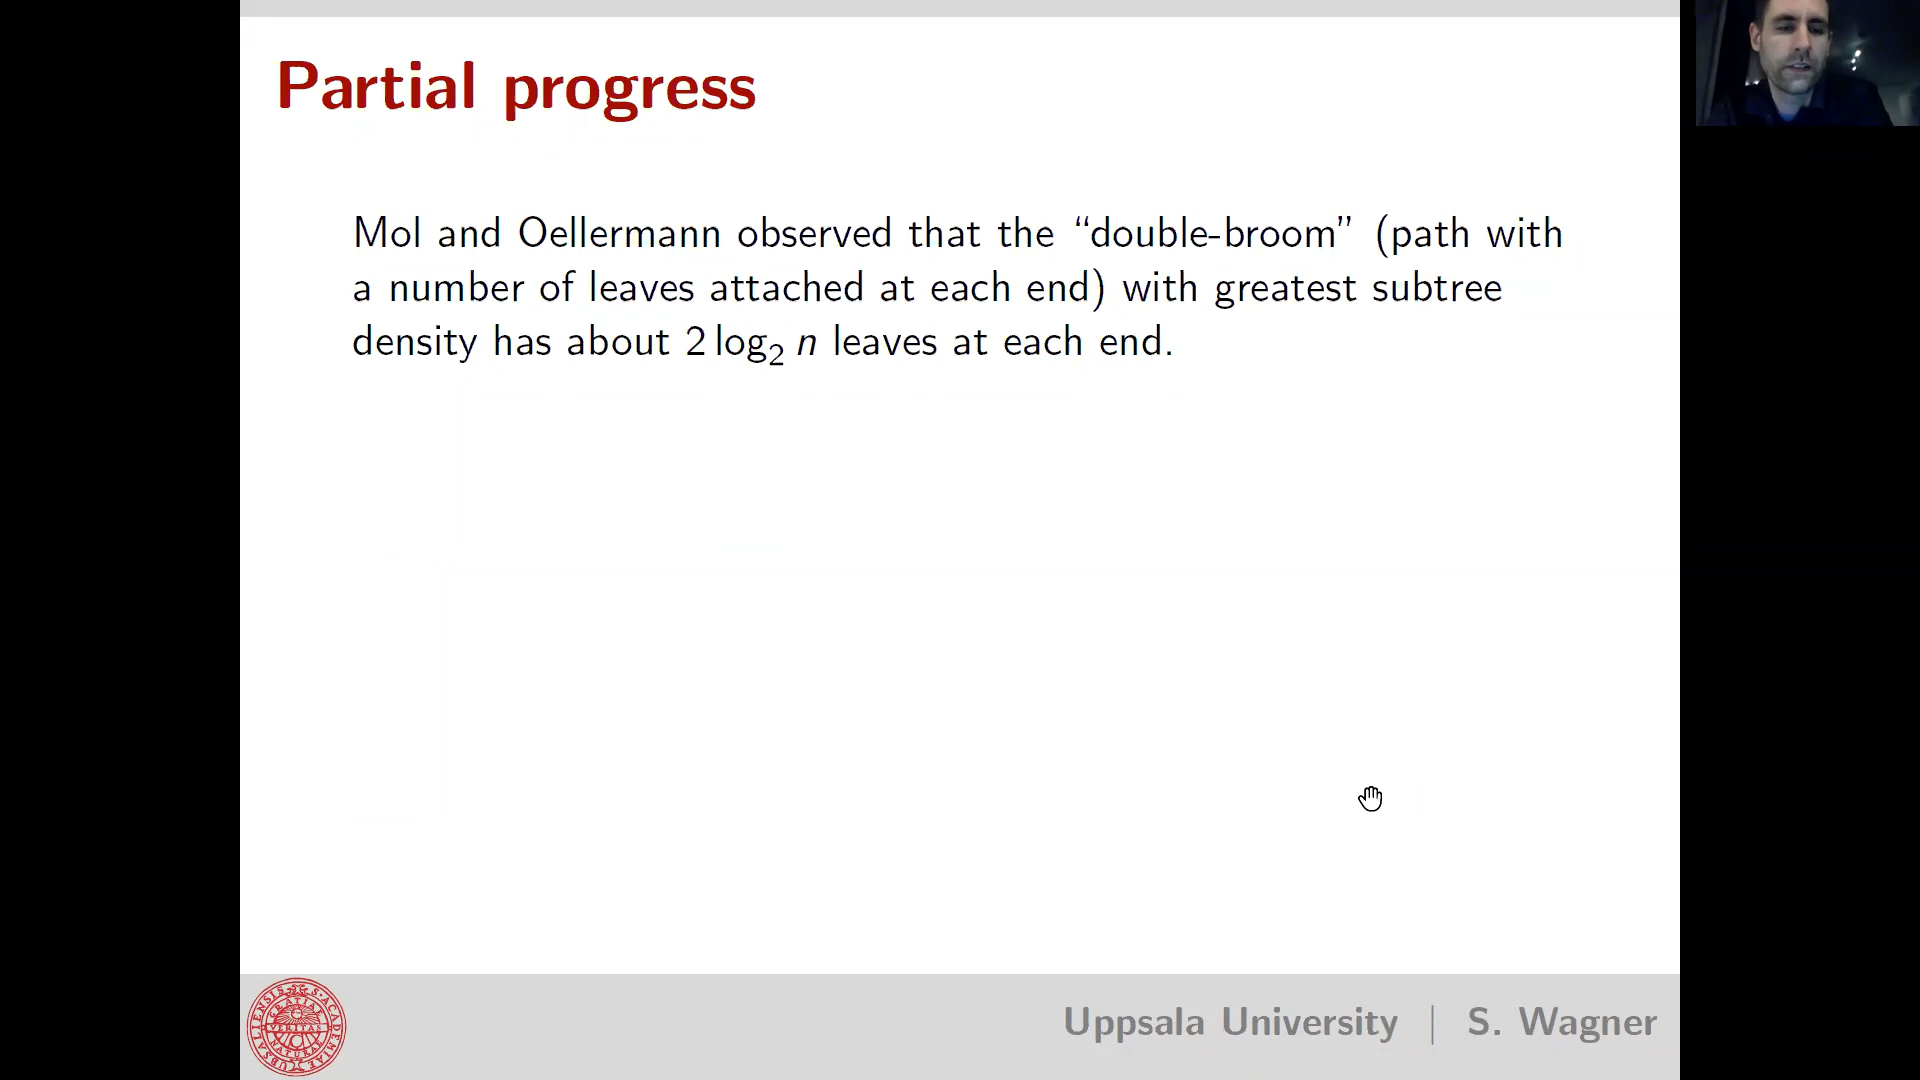 Partial progress
Mol and Oellermann observed that the “double-broom” (path with
a number of leaves attached at each end) with greatest subtree
density has about 2 log₂ n leaves at each end.
Uppsala University | S. Wagner